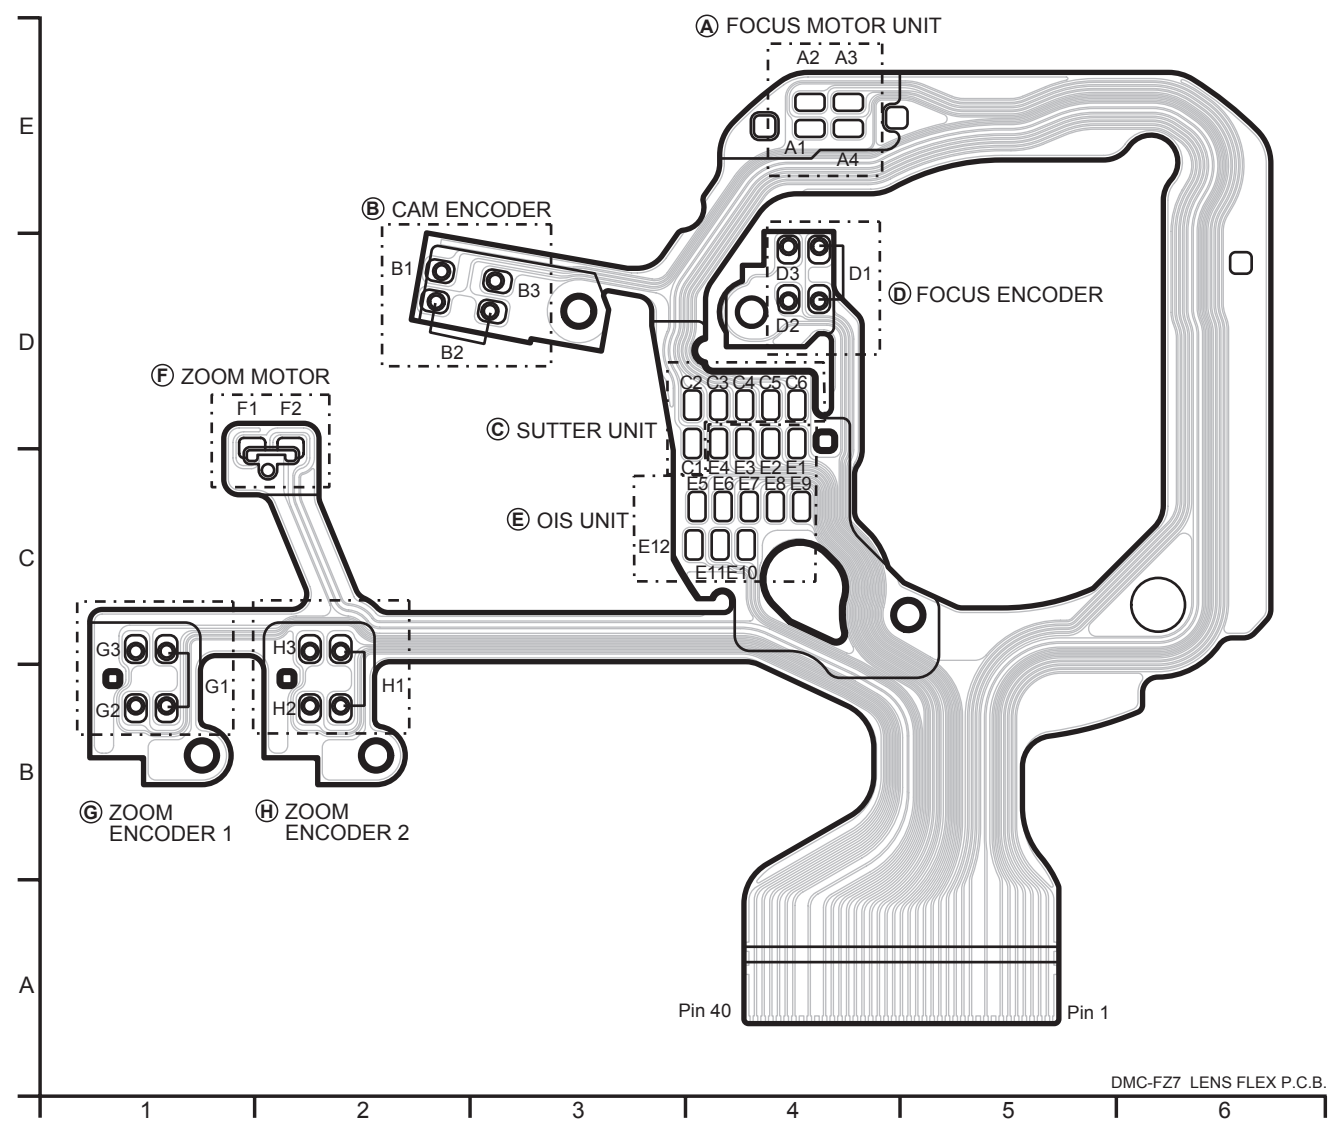 A FOCUS MOTOR UNIT
A2 A3
E
A1
A4
B CAM ENCODER
B1
B3
B2
D3
D1
D2
D FOCUS ENCODER
D
F ZOOM MOTOR
F1 F2
C2 C3 C4 C5 C6
C SUTTER UNIT
C1 E4 E3 E2 E1
E5 E6 E7 E8 E9
E OIS UNIT
E12
E11 E10
C
G3
G1
G2
H3
H1
H2
B
G ZOOM
ENCODER 1
H ZOOM
ENCODER 2
A
Pin 40
Pin 1
DMC-FZ7 LENS FLEX P.C.B.
1 2 3 4 5 6